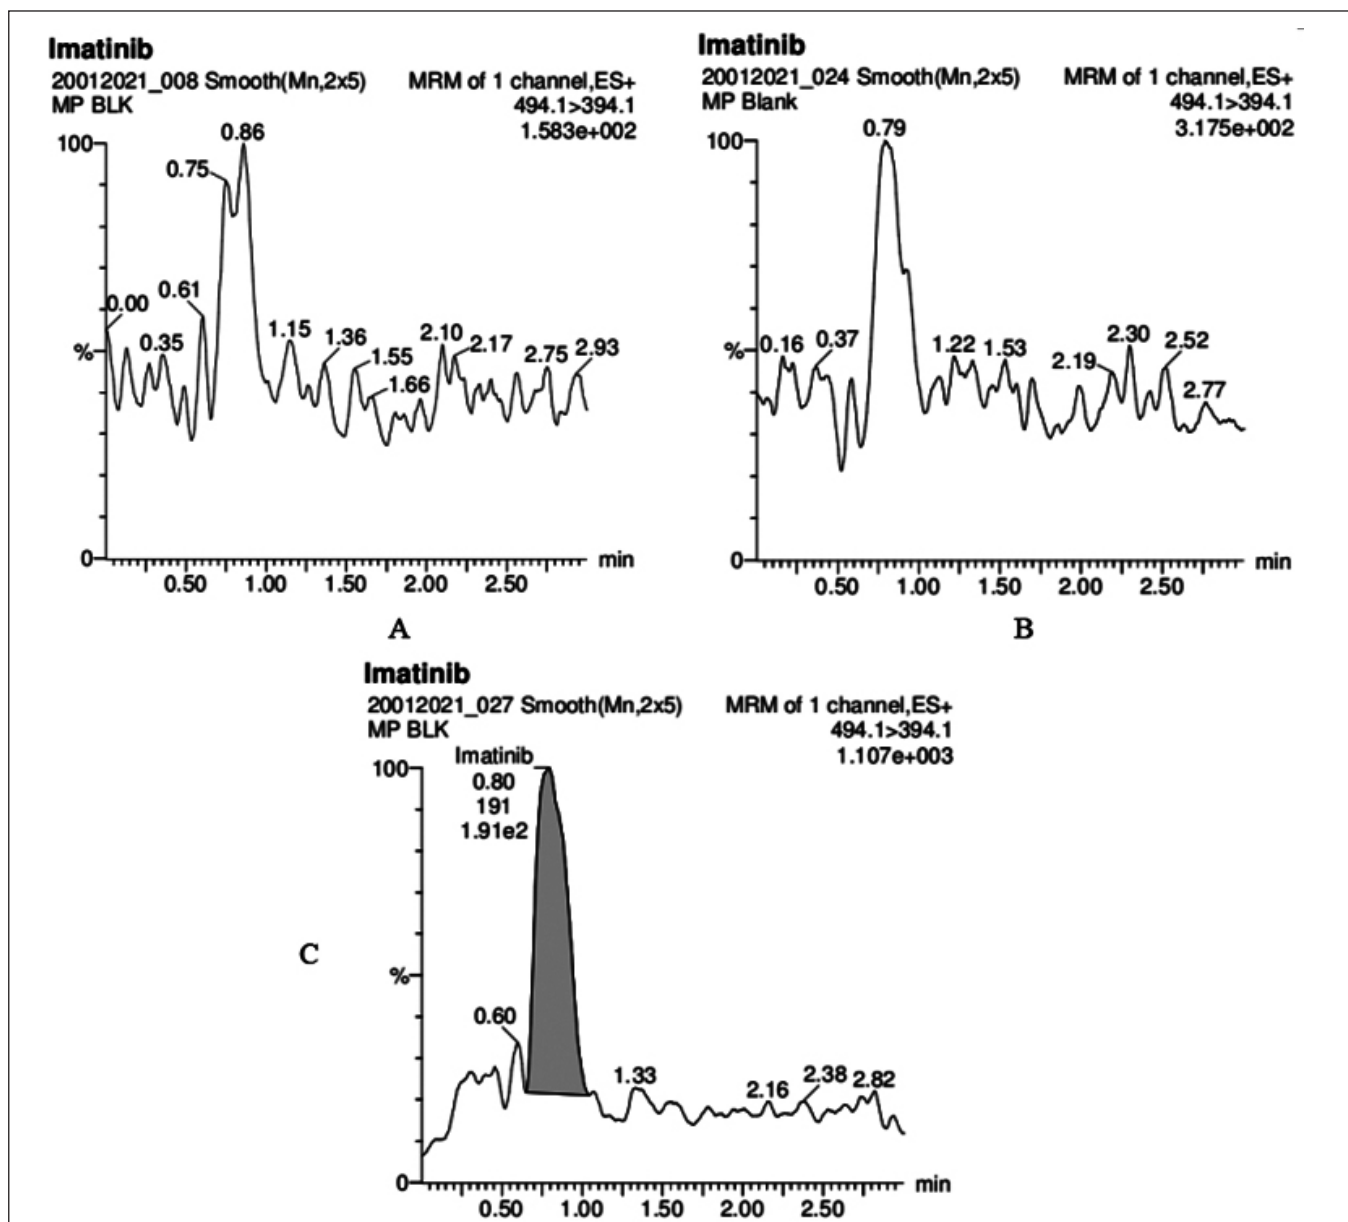 Imatinib
20012021_008 Smooth(Mn,2x5) MRM of 1 channel,ES+
MP BLK 494.1>394.1
1.583e+002
100
0.86
0.75
0.00
0.61
0.35
1.15
1.36
1.55
1.66
2.10
2.17
2.75
2.93
%
0
min
0.50 1.00 1.50 2.00 2.50
A
Imatinib
20012021_024 Smooth(Mn,2x5) MRM of 1 channel,ES+
MP Blank 494.1>394.1
3.175e+002
100
0.79
0.16
0.37
1.22
1.53
2.19
2.30
2.52
2.77
%
0
min
0.50 1.00 1.50 2.00 2.50
B
Imatinib
20012021_027 Smooth(Mn,2x5) MRM of 1 channel,ES+
MP BLK 494.1>394.1
1.107e+003
100
Imatinib
0.80
191
1.91e2
0.60
1.33
2.16
2.38
2.82
%
0
min
0.50 1.00 1.50 2.00 2.50
C